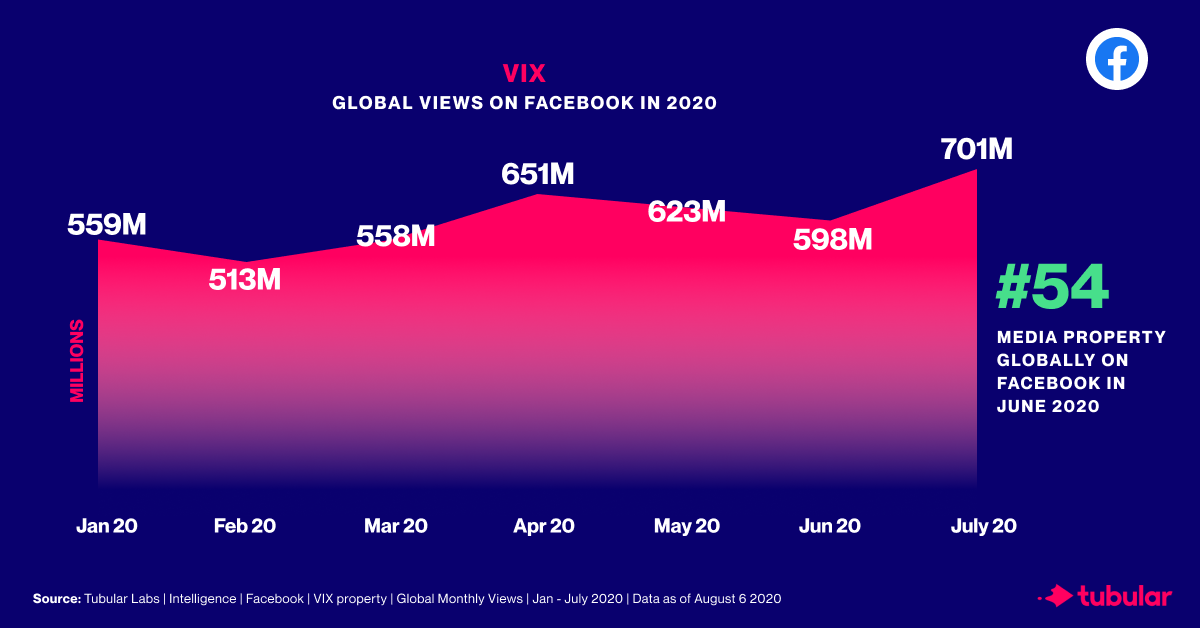 VIX
GLOBAL VIEWS ON FACEBOOK IN 2020
701M
651M
559M
623M
558M
598M
513M
#54
MEDIA PROPERTY
GLOBALLY ON
FACEBOOK IN
JUNE 2020
MILLIONS
Jan 20
Feb 20
Mar 20
Apr 20
May 20
Jun 20
July 20
Source: Tubular Labs | Intelligence | Facebook | VIX property | Global Monthly Views | Jan - July 2020 | Data as of August 6 2020
tubular